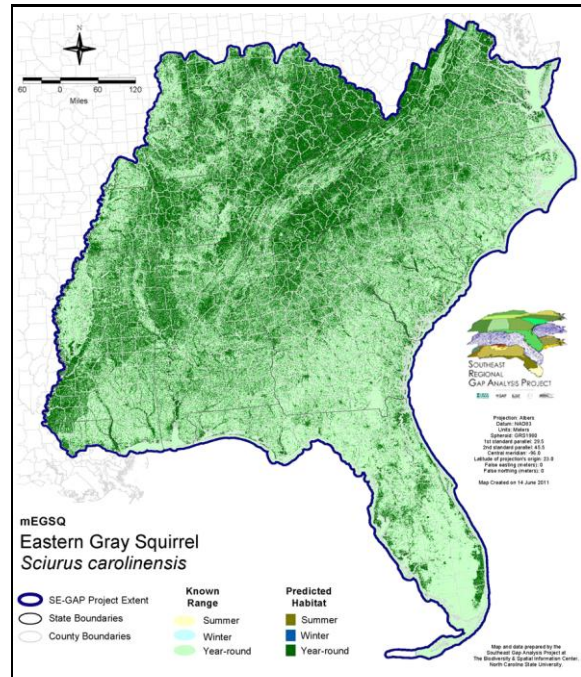 N
60
0
60
Miles
SOUTHEAST
REGIONAL
GAP ANALYSIS PROJECT
Projection: Albers
Datum: NAD83
Units: Meters
Spheroid: GRS1980
1st standard parallel: 29.5
2nd standard parallel: 45.5
Central meridian: -96.0
Latitude of projection's origin: 23.0
False easting (meters): 0
False northing (meters): 0
Map Created on 14 June 2011
mEGSQ
Eastern Gray Squirrel
Sciurus carolinensis
SE-GAP Project Extent
State Boundaries
County Boundaries
Known
Range
Summer
Winter
Year-round
Predicted
Habitat
Summer
Winter
Year-round
Map and data prepared by the
Southeast Gap Analysis Project at
The Biodiversity & Spatial Information Center,
North Carolina State University.